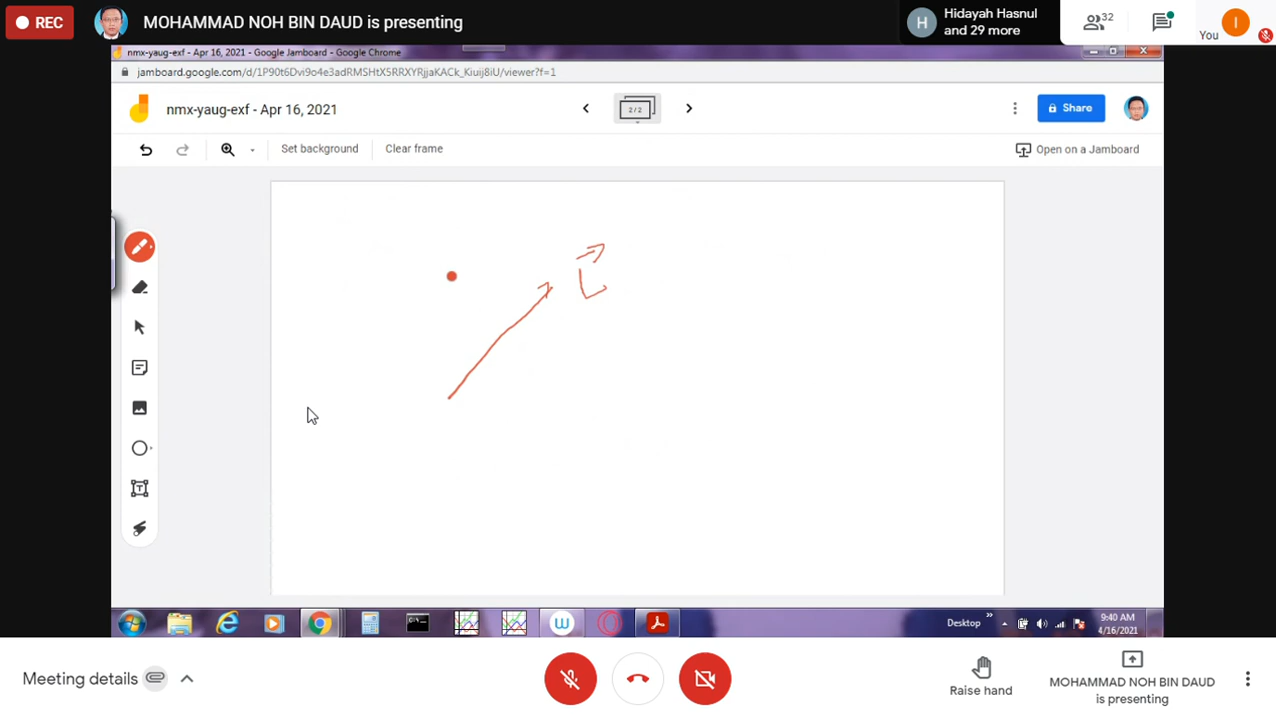 REC
MOHAMMAD NOH BIN DAUD is presenting
H
Hidayah Hasnul
and 29 more
32
You
I
nmx-yaug-exf - Apr 16, 2021 - Google Jamboard - Google Chrome
jamboard.google.com/d/1P90t6Dvi9o4e3adRMSHtX5RRXYRjjaKACk_Kiuij8iU/viewer?f=1
nmx-yaug-exf - Apr 16, 2021
2/2
Share
Set background
Clear frame
Open on a Jamboard
L
T
W
Desktop
9:40 AM
4/16/2021
Meeting details
Raise hand
MOHAMMAD NOH BIN DAUD
is presenting